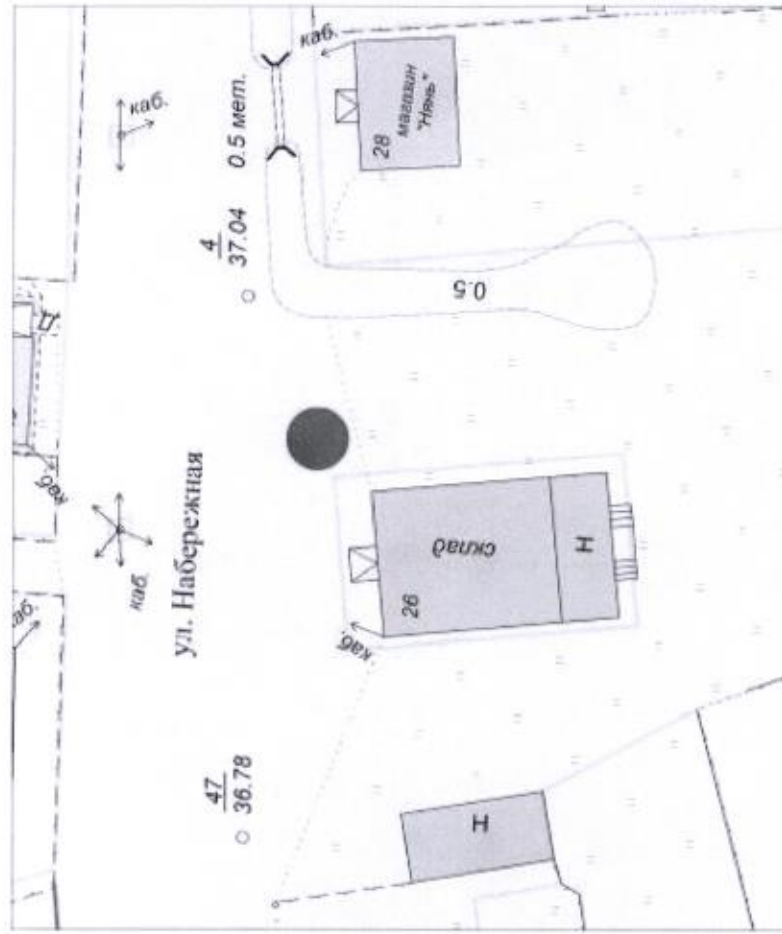 каб.
каб.
каб.
0.5 мет.
28
магазин
"Нянь"
4
37.04
0.5
Д
каб.
ул. Набережная
каб.
каб.
26
склад
Н
каб.
47
36.78
Н